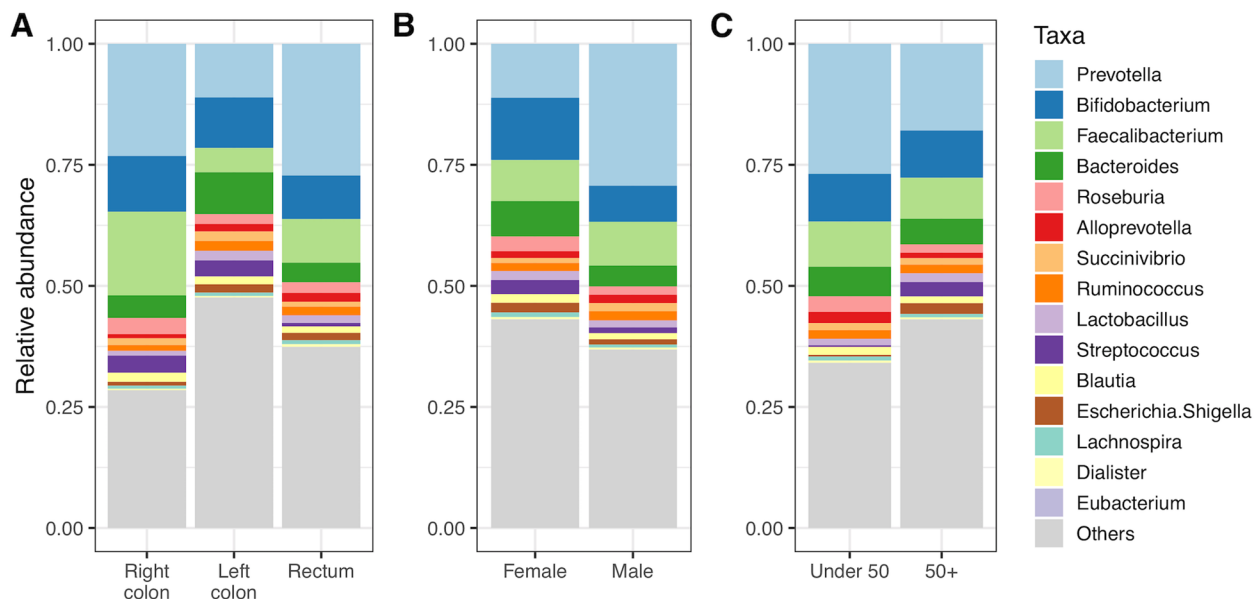 A
B
C
Relative abundance
1.00
0.75
0.50
0.25
0.00
Right colon
Left colon
Rectum
1.00
0.75
0.50
0.25
0.00
Female
Male
1.00
0.75
0.50
0.25
0.00
Under 50
50+
Taxa
Prevotella
Bifidobacterium
Faecalibacterium
Bacteroides
Roseburia
Alloprevotella
Succinivibrio
Ruminococcus
Lactobacillus
Streptococcus
Blautia
Escherichia.Shigella
Lachnospira
Dialister
Eubacterium
Others